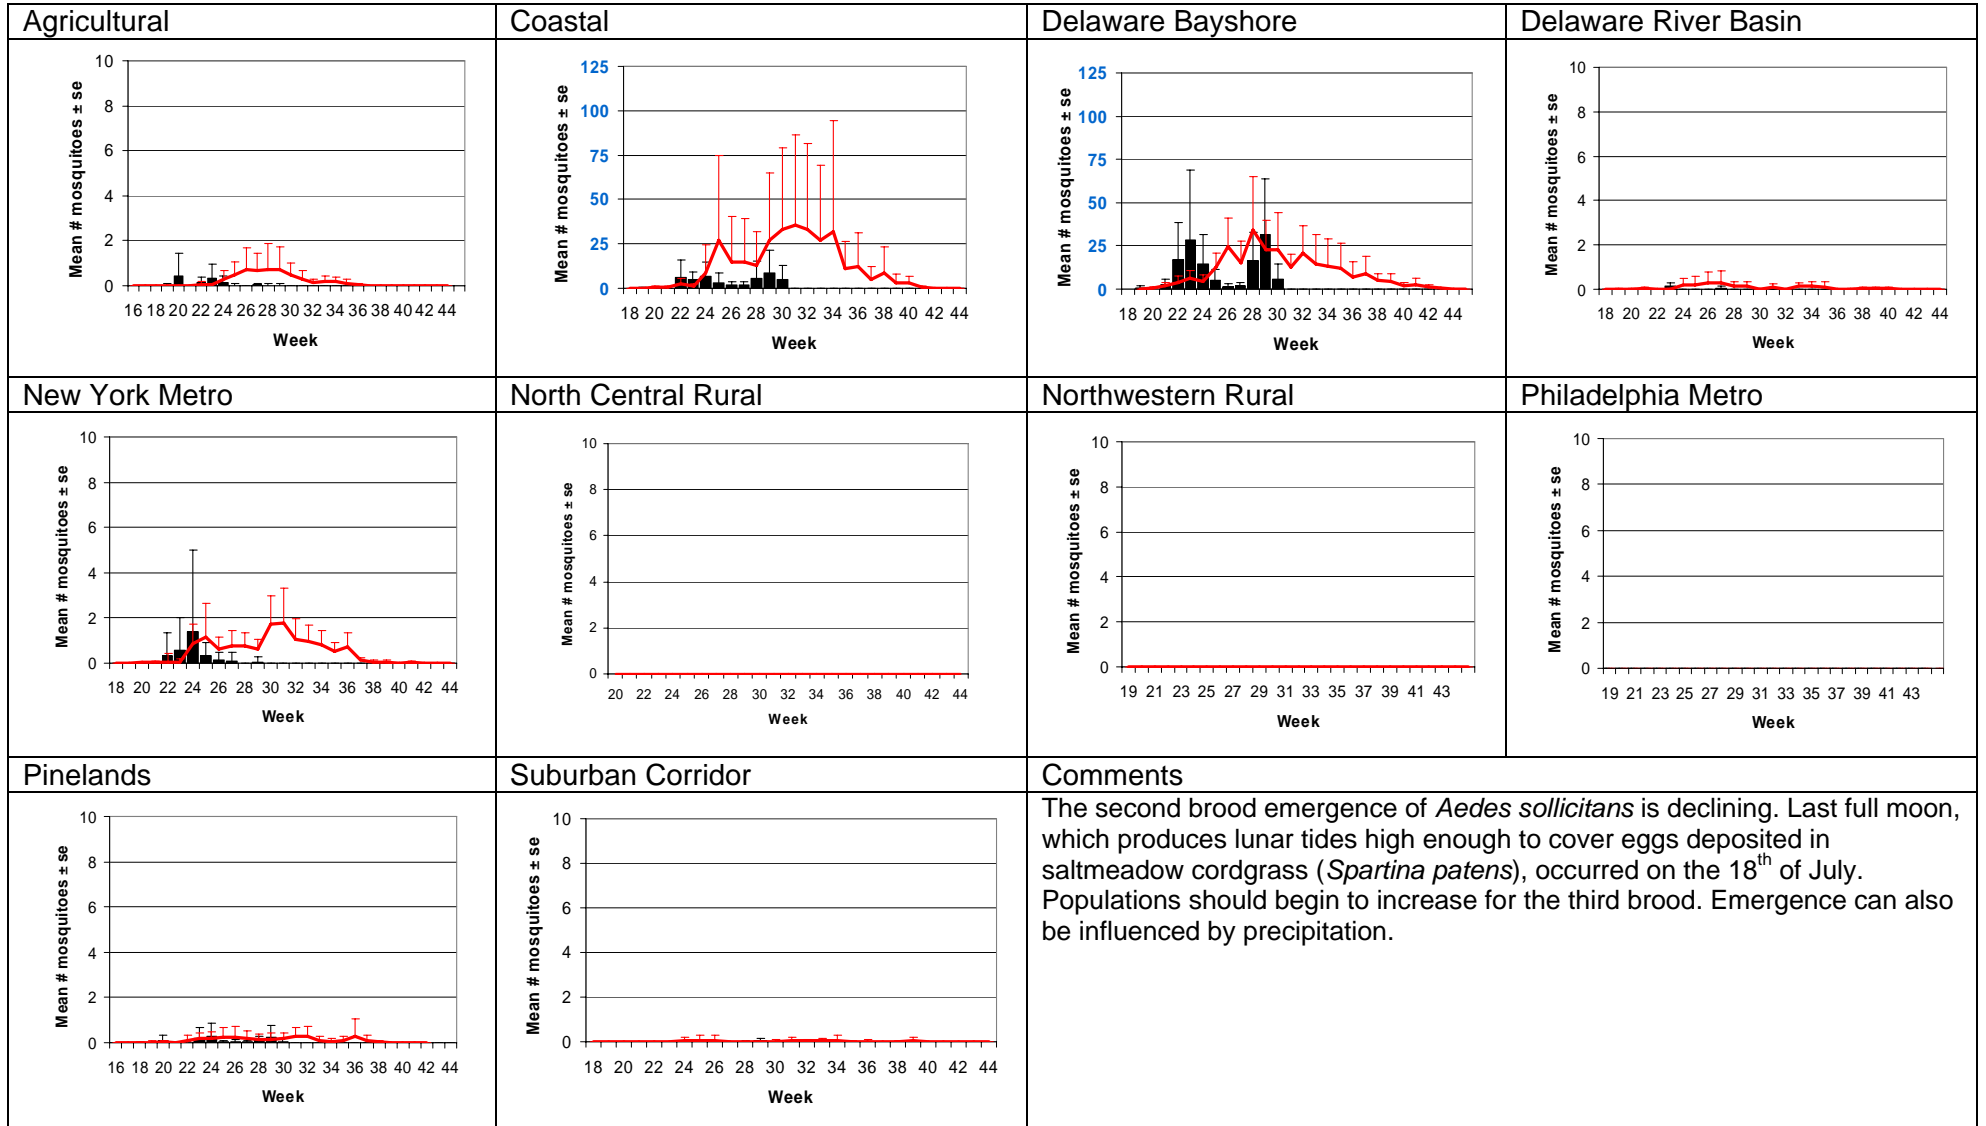 Agricultural
Coastal
Delaware Bayshore
Delaware River Basin
Mean # mosquitoes ± se
10
8
6
4
2
0
16 18 20 22 24 26 28 30 32 34 36 38 40 42 44
Week
Mean # mosquitoes ± se
125
100
75
50
25
0
18 20 22 24 26 28 30 32 34 36 38 40 42 44
Week
Mean # mosquitoes ± se
125
100
75
50
25
0
18 20 22 24 26 28 30 32 34 36 38 40 42 44
Week
Mean # mosquitoes ± se
10
8
6
4
2
0
18 20 22 24 26 28 30 32 34 36 38 40 42 44
Week
New York Metro
North Central Rural
Northwestern Rural
Philadelphia Metro
Mean # mosquitoes ± se
10
8
6
4
2
0
18 20 22 24 26 28 30 32 34 36 38 40 42 44
Week
Mean # mosquitoes ± se
10
8
6
4
2
0
20 22 24 26 28 30 32 34 36 38 40 42 44
Week
Mean # mosquitoes ± se
10
8
6
4
2
0
19 21 23 25 27 29 31 33 35 37 39 41 43
Week
Mean # mosquitoes ± se
10
8
6
4
2
0
19 21 23 25 27 29 31 33 35 37 39 41 43
Week
Pinelands
Suburban Corridor
Comments
Mean # mosquitoes ± se
10
8
6
4
2
0
16 18 20 22 24 26 28 30 32 34 36 38 40 42 44
Week
Mean # mosquitoes ± se
10
8
6
4
2
0
18 20 22 24 26 28 30 32 34 36 38 40 42 44
Week
The second brood emergence of Aedes sollicitans is declining. Last full moon,
which produces lunar tides high enough to cover eggs deposited in
saltmeadow cordgrass (Spartina patens), occurred on the 18th of July.
Populations should begin to increase for the third brood. Emergence can also
be influenced by precipitation.